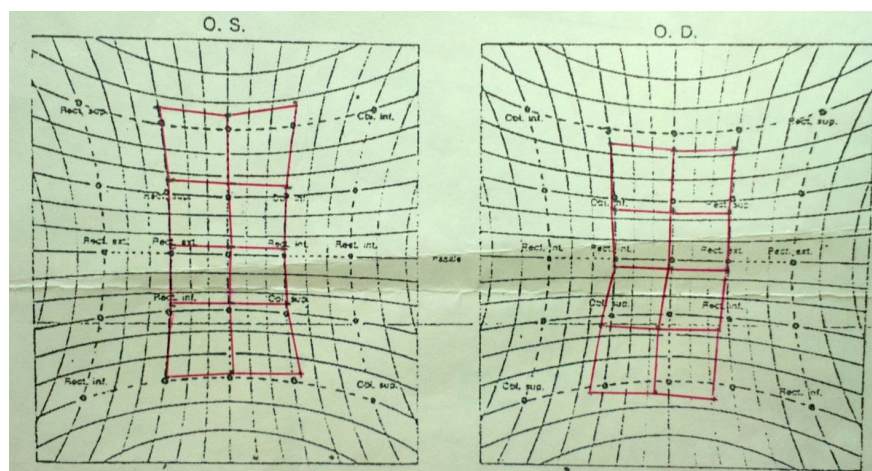 O. S.
O. D.
Rect. sup.
Obl. inf.
Obl. inf.
Rect. sup.
Rect. sup.
Obl. inf.
Obl. inf.
Rect. sup.
Rect. ext.
Rect. ext.
Rect. int.
Rect. int.
Rect. int.
Rect. int.
Rect. ext.
Rect. ext.
Rect. inf.
Obl. sup.
Obl. sup.
Rect. inf.
Rect. inf.
Obl. sup.
Obl. sup.
Rect. inf.